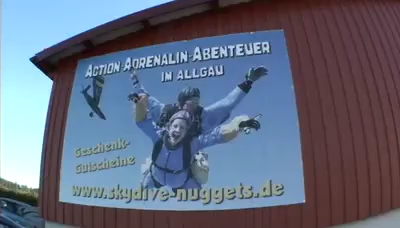 Action-Adrenalin-Abenteuer
im Allgäu
Geschenk-
Gutscheine
www.skydive-nuggets.de